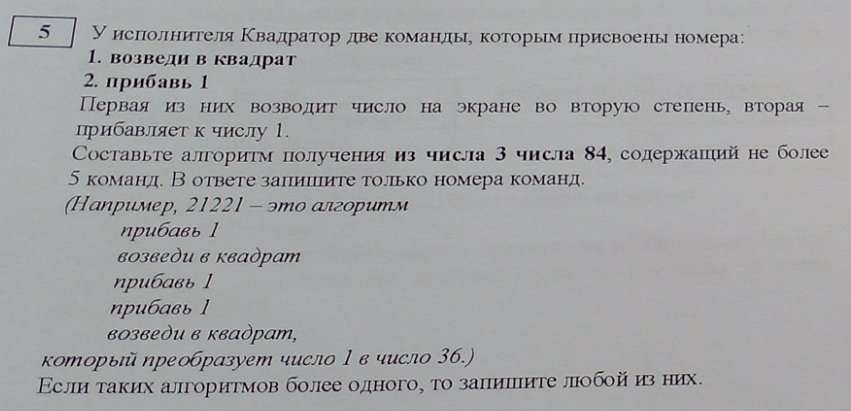 5 У исполнителя Квадратор две команды, которым присвоены номера:
1. возведи в квадрат
2. прибавь 1
Первая из них возводит число на экране во вторую степень, вторая –
прибавляет к числу 1.
Составьте алгоритм получения из числа 3 числа 84, содержащий не более
5 команд. В ответе запишите только номера команд.
(Например, 21221 – это алгоритм
прибавь 1
возведи в квадрат
прибавь 1
прибавь 1
возведи в квадрат,
который преобразует число 1 в число 36.)
Если таких алгоритмов более одного, то запишите любой из них.